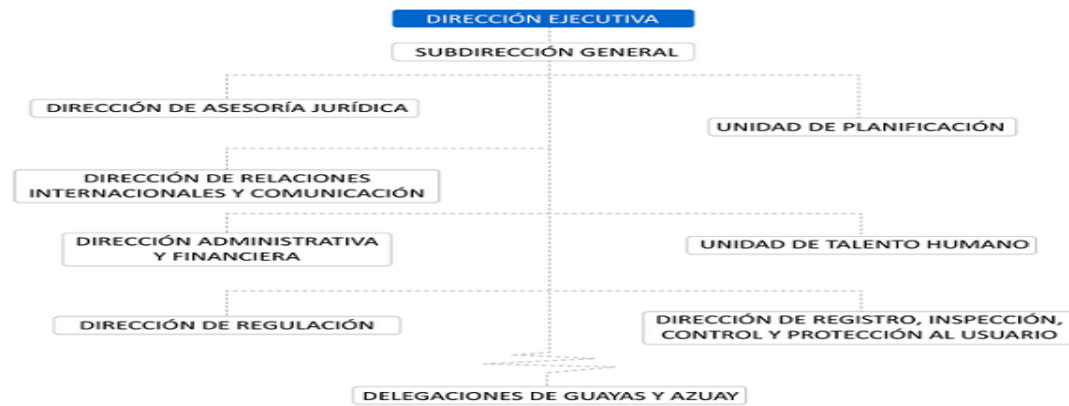 DIRECCIÓN EJECUTIVA
SUBDIRECCIÓN GENERAL
DIRECCIÓN DE ASESORÍA JURÍDICA
UNIDAD DE PLANIFICACIÓN
DIRECCIÓN DE RELACIONES
INTERNACIONALES Y COMUNICACIÓN
DIRECCIÓN ADMINISTRATIVA
Y FINANCIERA
UNIDAD DE TALENTO HUMANO
DIRECCIÓN DE REGULACIÓN
DIRECCIÓN DE REGISTRO, INSPECCIÓN,
CONTROL Y PROTECCIÓN AL USUARIO
DELEGACIONES DE GUAYAS Y AZUAY